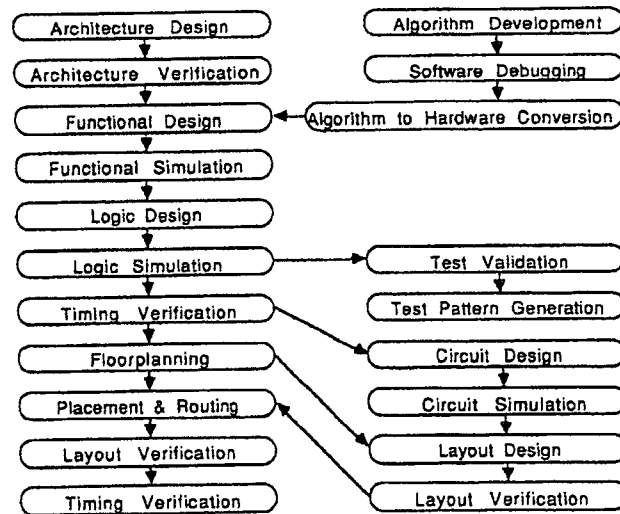 Architecture Design
Architecture Verification
Functional Design
Functional Simulation
Logic Design
Logic Simulation
Timing Verification
Floorplanning
Placement & Routing
Layout Verification
Timing Verification
Algorithm Development
Software Debugging
Algorithm to Hardware Conversion
Test Validation
Test Pattern Generation
Circuit Design
Circuit Simulation
Layout Design
Layout Verification